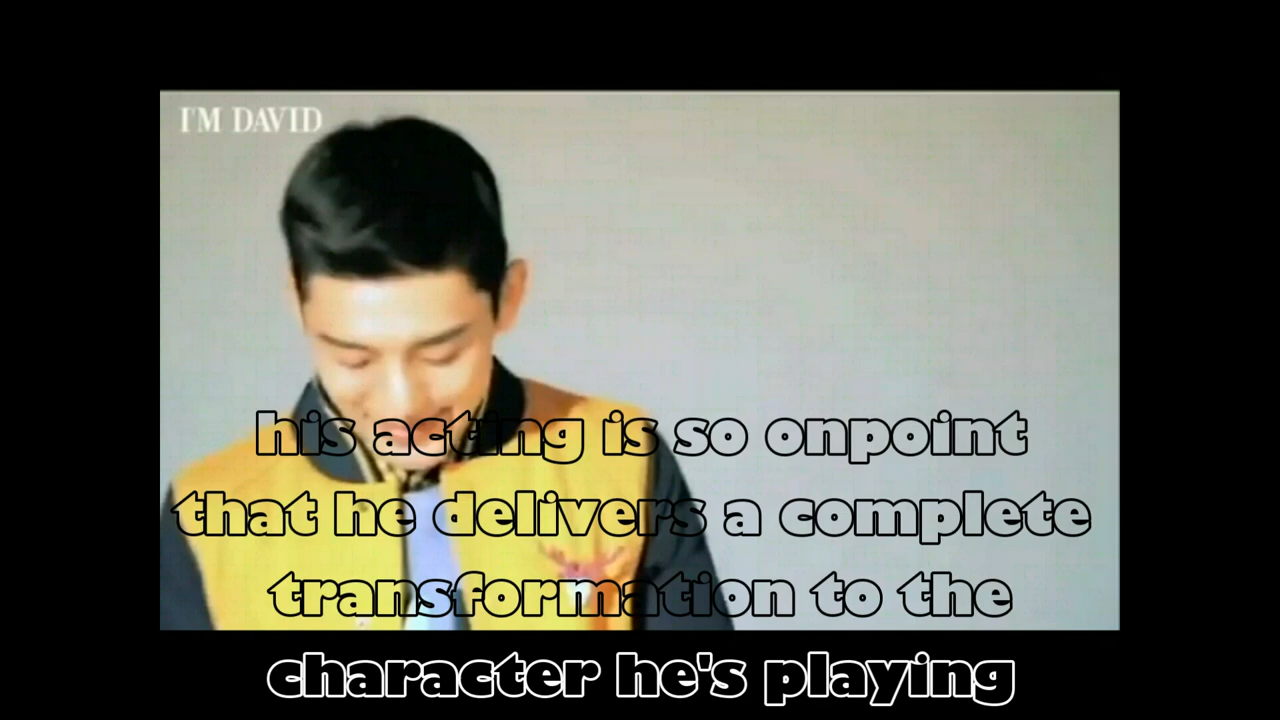 I'M DAVID
his acting is so onpoint
that he delivers a complete
transformation to the
character he's playing